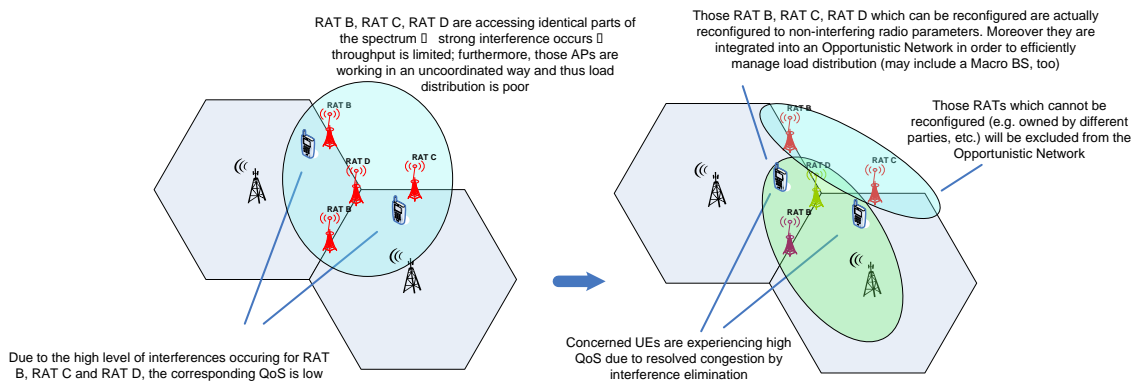 RAT B, RAT C, RAT D are accessing identical parts of
the spectrum ▯ strong interference occurs ▯
throughput is limited; furthermore, those APs are
working in an uncoordinated way and thus load
distribution is poor
RAT B
RAT D
RAT C
RAT B
Due to the high level of interferences occuring for RAT
B, RAT C and RAT D, the corresponding QoS is low
Those RAT B, RAT C, RAT D which can be reconfigured are actually
reconfigured to non-interfering radio parameters. Moreover they are
integrated into an Opportunistic Network in order to efficiently
manage load distribution (may include a Macro BS, too)
Those RATs which cannot be
reconfigured (e.g. owned by different
parties, etc.) will be excluded from the
Opportunistic Network
RAT B
RAT D
RAT C
RAT B
Concerned UEs are experiencing high
QoS due to resolved congestion by
interference elimination